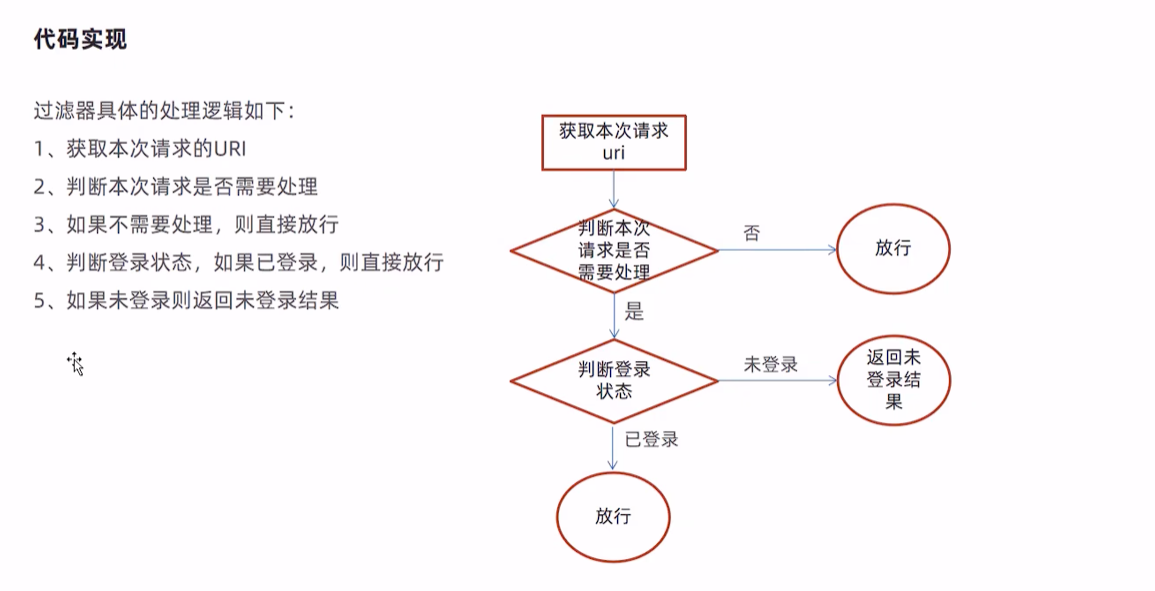 代码实现
过滤器具体的处理逻辑如下：
1、获取本次请求的URI
2、判断本次请求是否需要处理
3、如果不需要处理，则直接放行
4、判断登录状态，如果已登录，则直接放行
5、如果未登录则返回未登录结果
获取本次请求
uri
判断本次
请求是否
需要处理
否
放行
是
判断登录
状态
未登录
返回未
登录结
果
已登录
放行